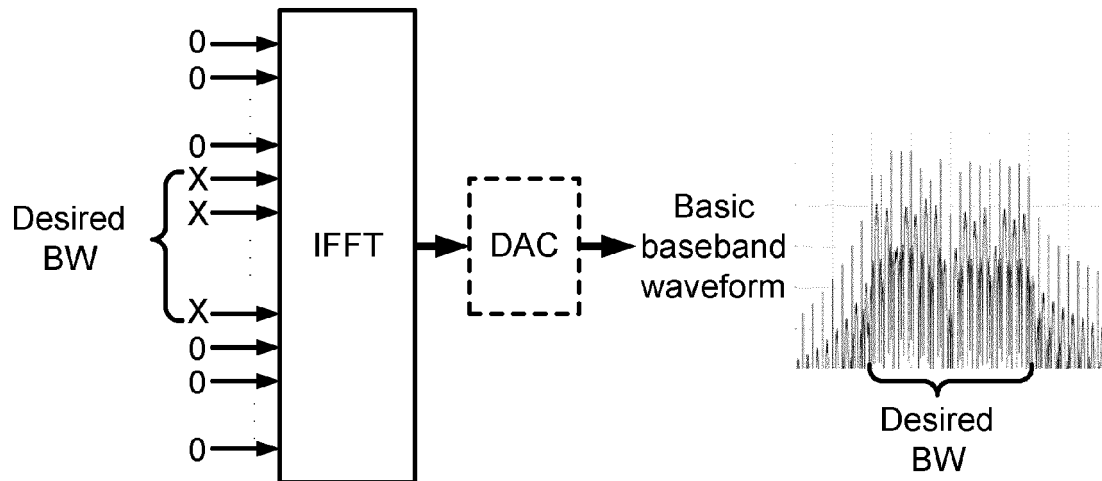 0
0
0
X
X
X
0
0
0
Desired
BW
IFFT
DAC
Basic
baseband
waveform
Desired
BW